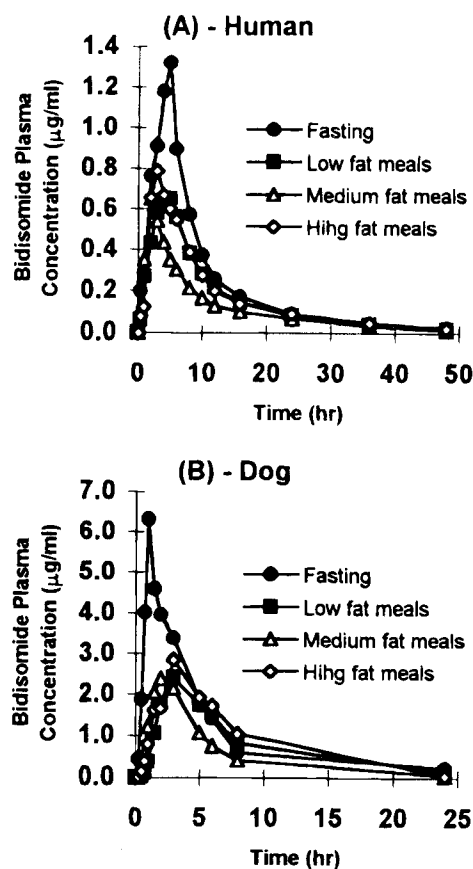 (A) - Human
Bidisomide Plasma
Concentration (μg/ml)
1.4
1.2
1.0
0.8
0.6
0.4
0.2
0.0
Fasting
Low fat meals
Medium fat meals
Hihg fat meals
0 10 20 30 40 50
Time (hr)
(B) - Dog
Bidisomide Plasma
Concentration (μg/ml)
7.0
6.0
5.0
4.0
3.0
2.0
1.0
0.0
Fasting
Low fat meals
Medium fat meals
Hihg fat meals
0 5 10 15 20 25
Time (hr)